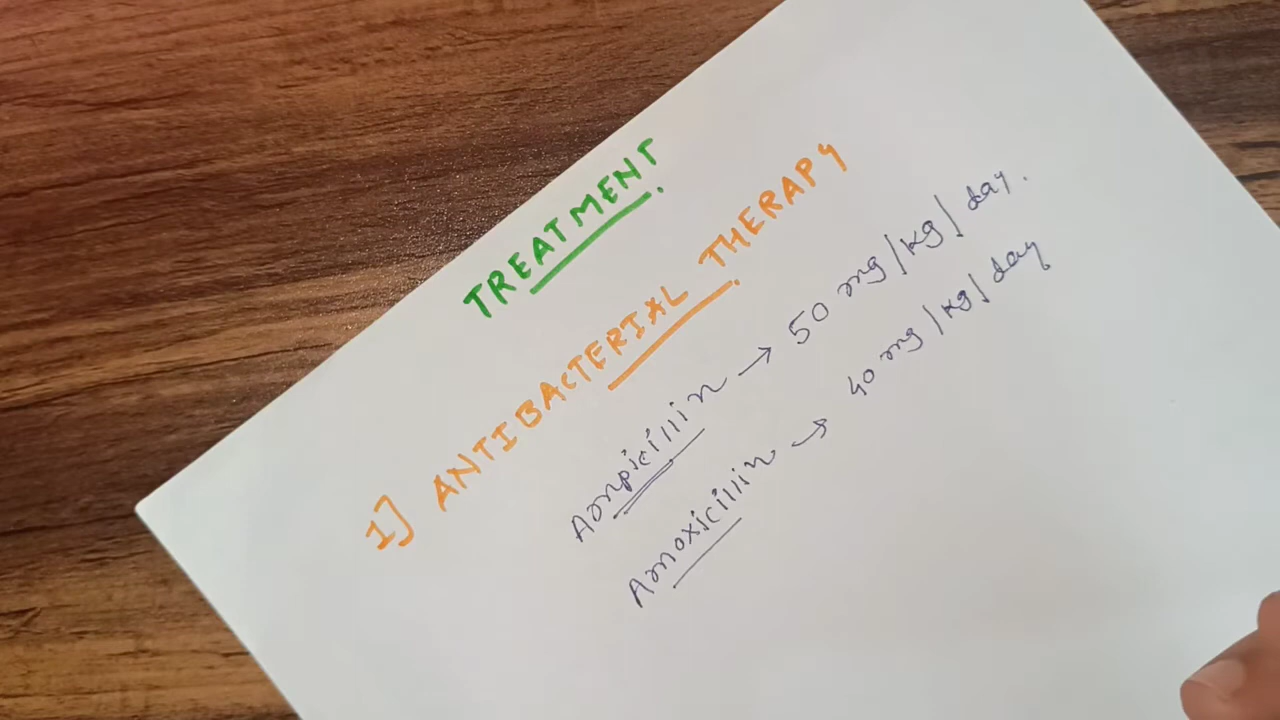 TREATMENT.
1] ANTIBACTERIAL THERAPY
Ampicillin → 50 mg/kg/day.
Amoxicillin → 40 mg/kg/day